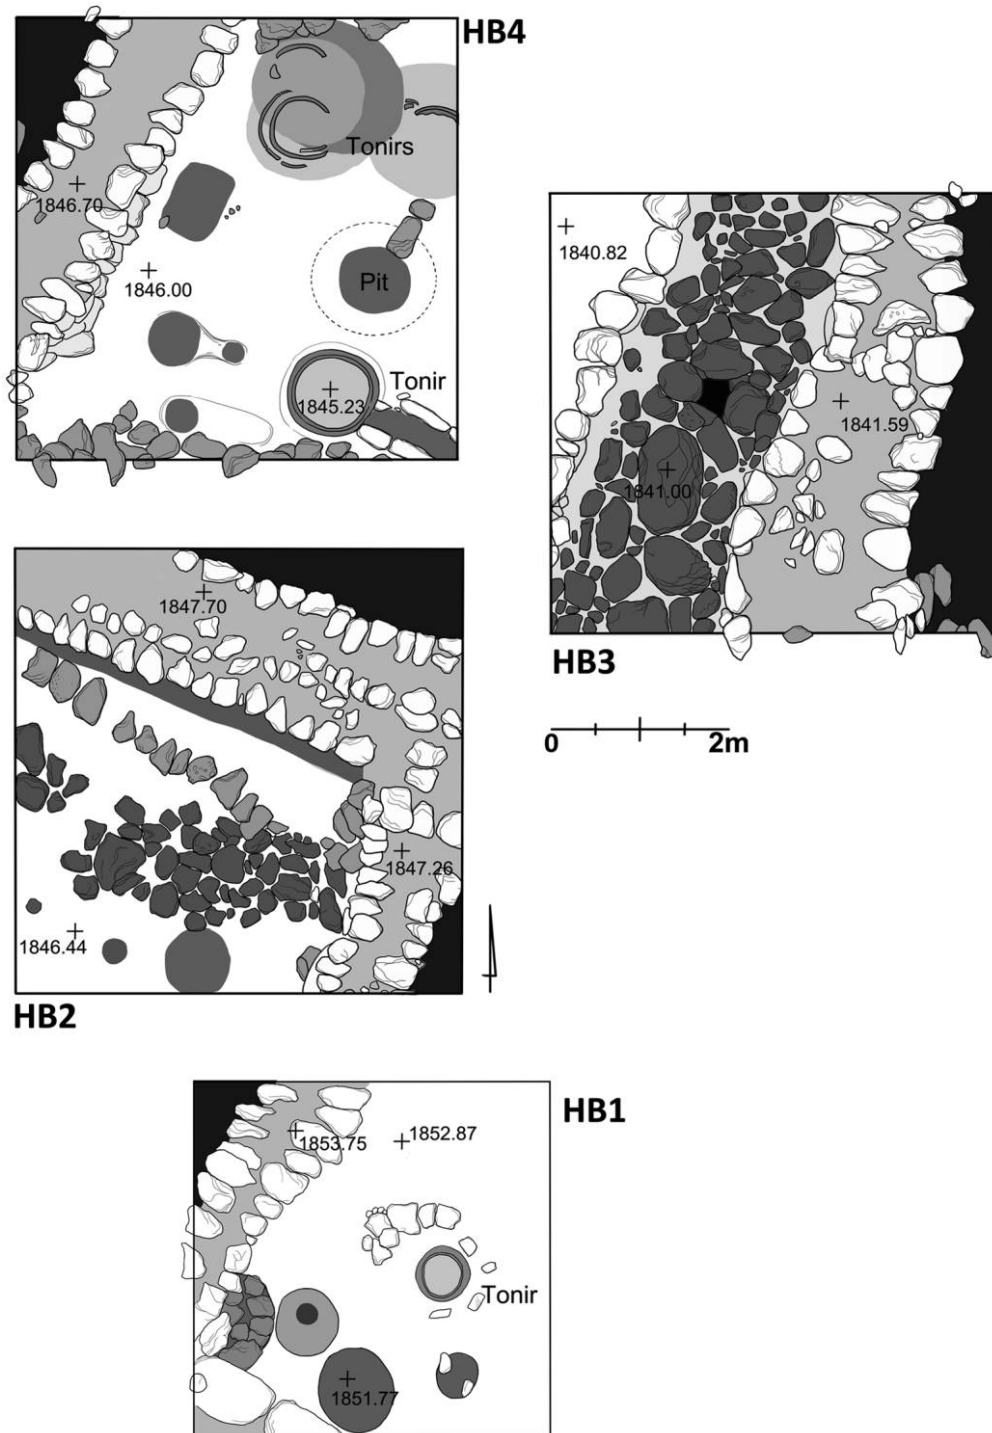 HB4
Tonirs
1846.70
1846.00
Pit
Tonir
1845.23
1840.82
1841.59
1841.00
HB3
0 2m
1847.70
1847.26
1846.44
HB2
HB1
1853.75
1852.87
Tonir
1851.77